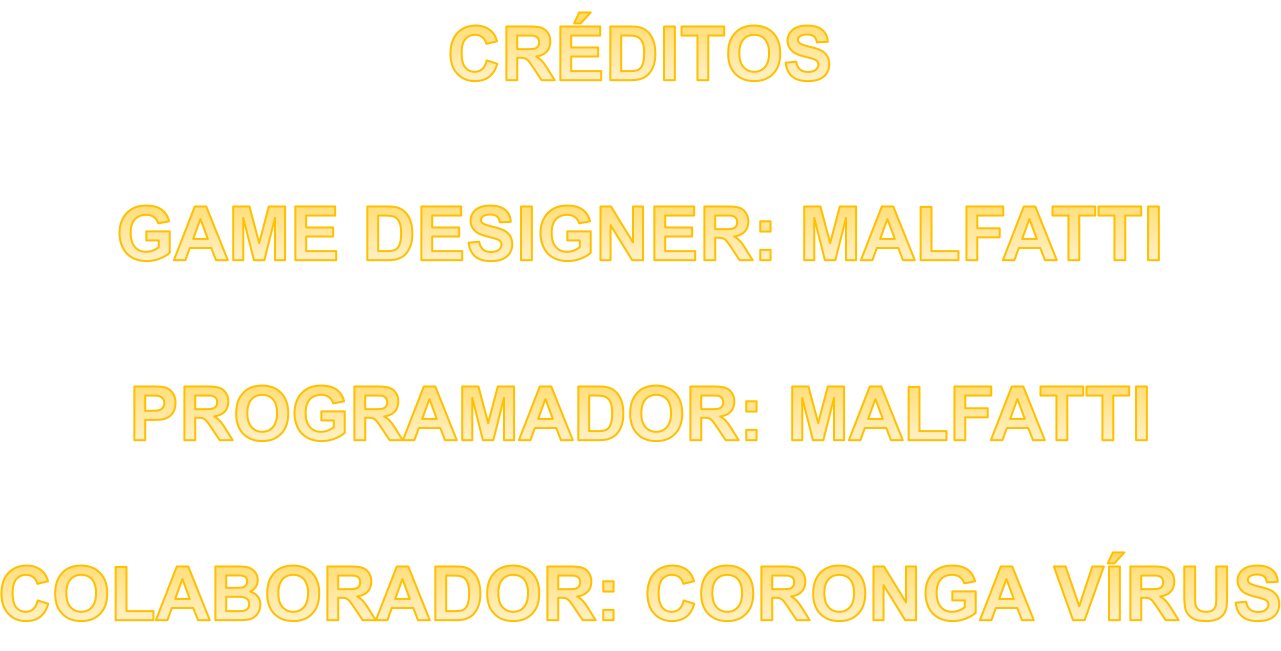 CRÉDITOS
GAME DESIGNER: MALFATTI
PROGRAMADOR: MALFATTI
COLABORADOR: CORONGA VÍRUS